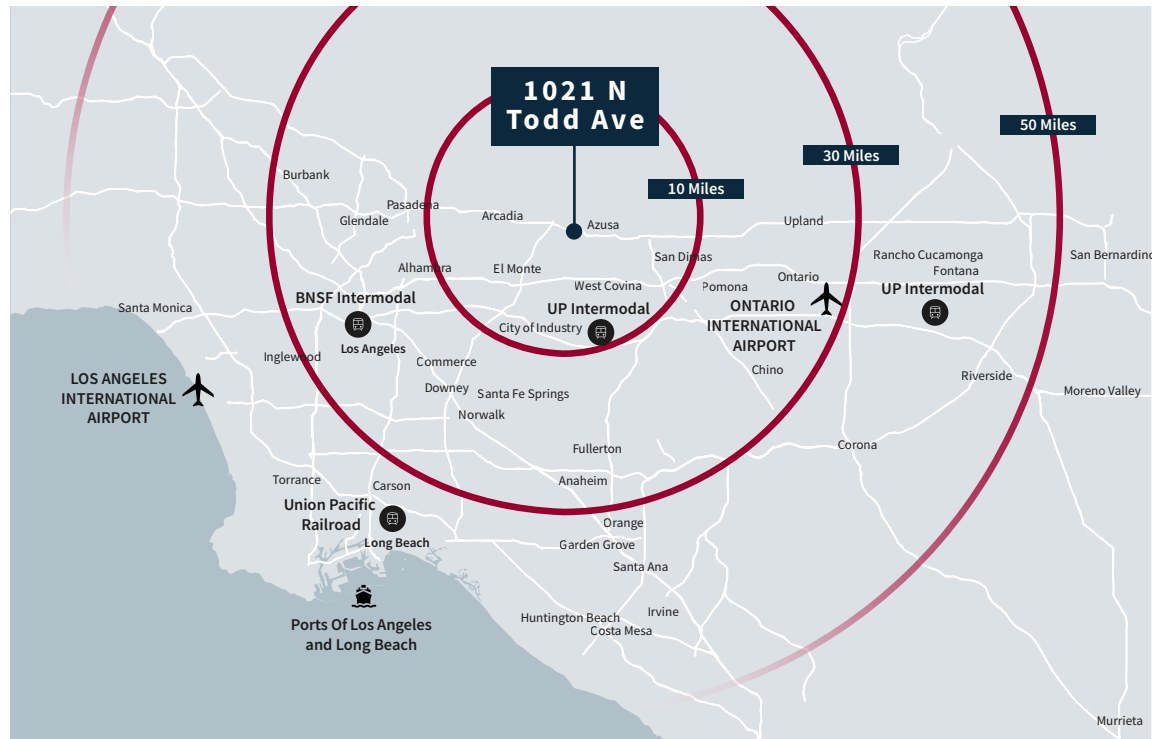 1021 N
Todd Ave
50 Miles
30 Miles
10 Miles
Burbank
Pasadena
Glendale
Arcadia
Azusa
Upland
Alhamra
El Monte
San Dimas
Rancho Cucamonga
San Bernardino
Fontana
West Covina
Pomona
Ontario
UP Intermodal
Santa Monica
BNSF Intermodal
UP Intermodal
City of Industry
ONTARIO
INTERNATIONAL
AIRPORT
Los Angeles
Inglewood
Commerce
Chino
Riverside
LOS ANGELES
INTERNATIONAL
AIRPORT
Downey
Santa Fe Springs
Moreno Valley
Norwalk
Fullerton
Corona
Torrance
Carson
Anaheim
Union Pacific
Railroad
Long Beach
Orange
Garden Grove
Santa Ana
Ports Of Los Angeles
and Long Beach
Huntington Beach
Irvine
Costa Mesa
Murrieta